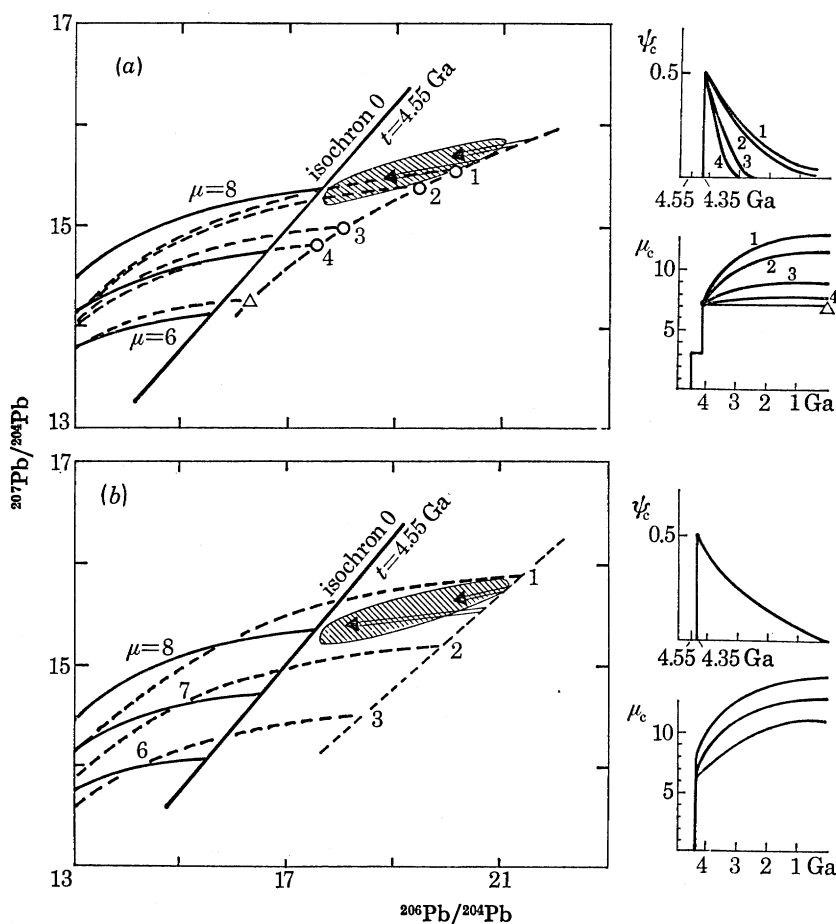 17
(a)
isochron 0
t=4.55 Ga
μ=8
15
1
2
3
4
μ=6
13
ψc
0.5
1
2
4
3
4.55
4.35 Ga
μc
10
5
1
2
3
4
4
3
2
1 Ga
207Pb/204Pb
17
(b)
isochron 0
t=4.55 Ga
μ=8
1
15
7
2
6
3
13
15
17
19
21
206Pb/204Pb
ψc
0.5
4.55
4.35 Ga
μc
10
5
4
3
2
1 Ga